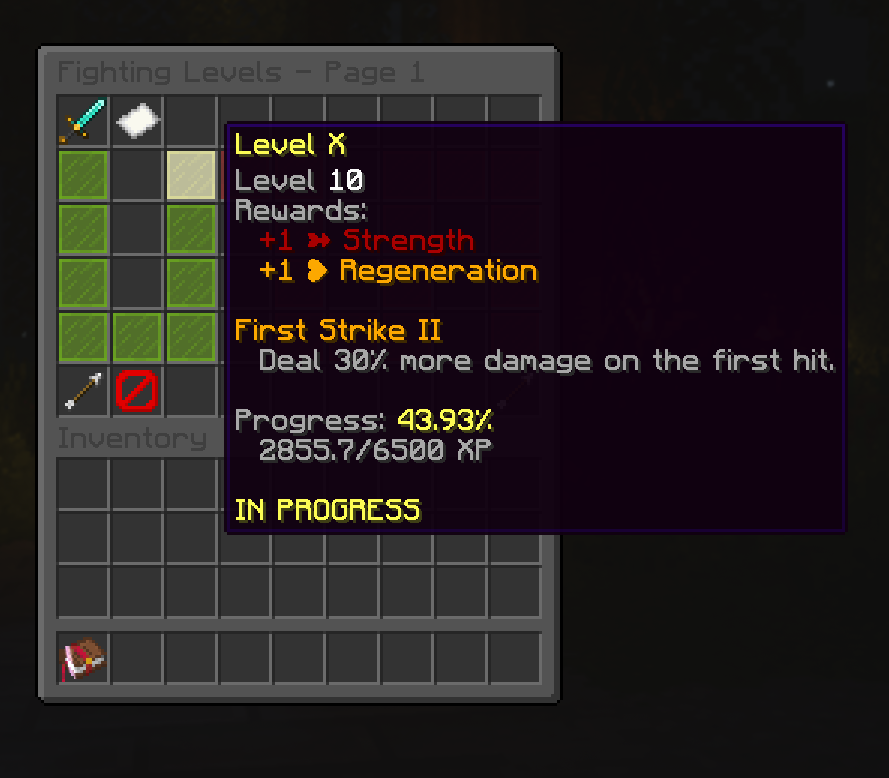 Fighting Levels - Page 1
Level X
Level 10
Rewards:
+1 ➽ Strength
+1 ❥ Regeneration
First Strike II
Deal 30% more damage on the first hit.
Progress: 43.93%
2855.7/6500 XP
IN PROGRESS
Inventory